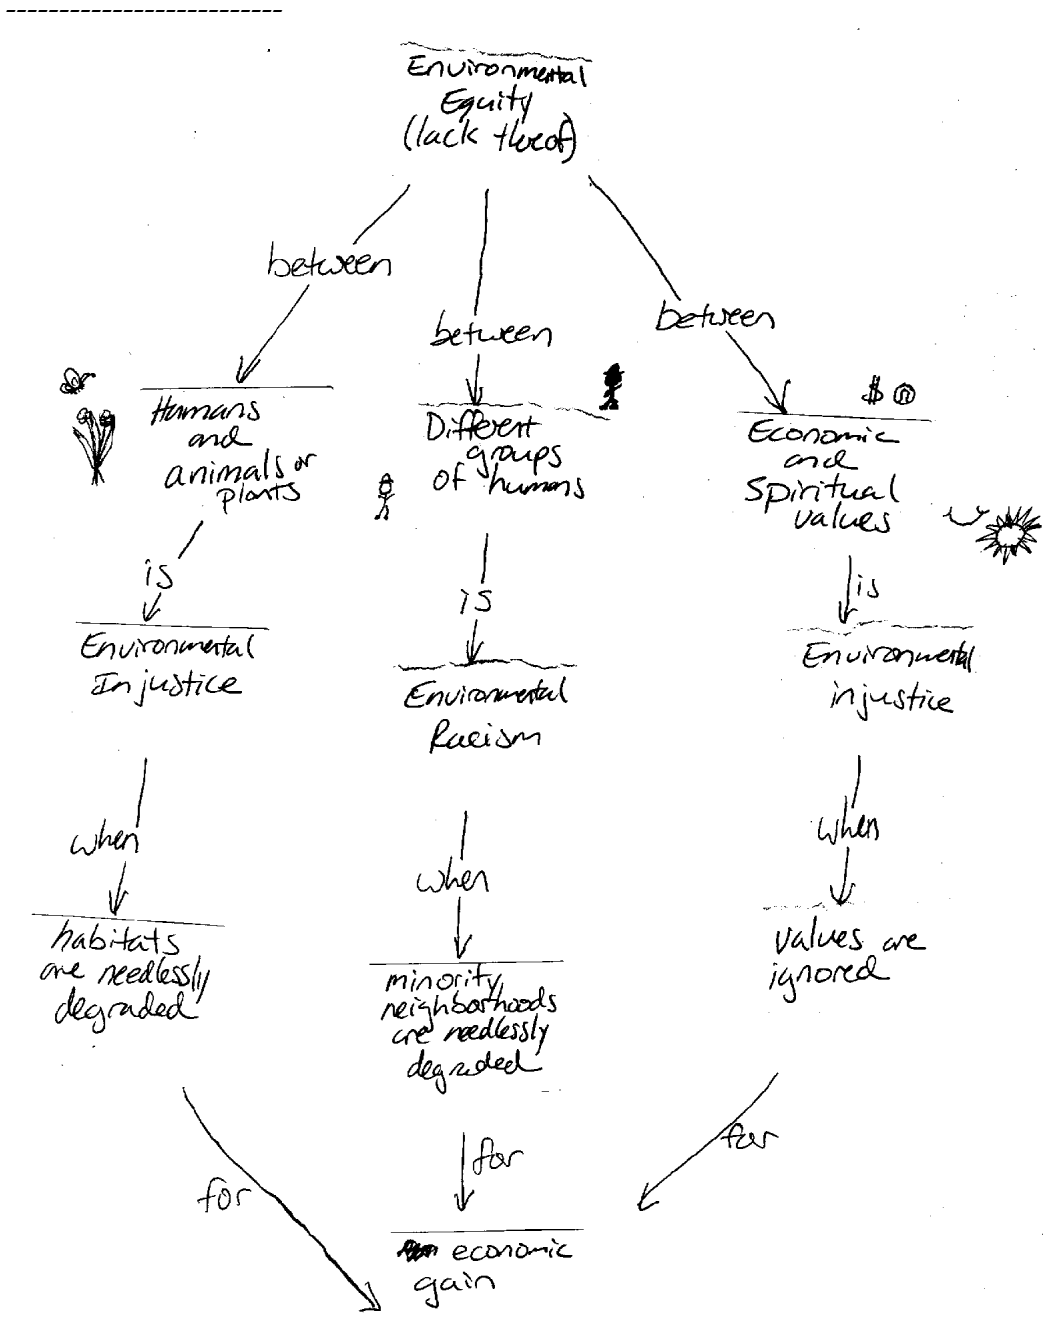 Environmental
Equity
(lack thereof)
between
between
between
Humans
and
animals or
plants
Different
groups
of humans
$
Economic
and
Spiritual
values
is
is
is
Environmental
Injustice
Environmental
Racism
Environmental
injustice
when
when
when
habitats
are needlessly
degraded
minority
neighborhoods
are needlessly
degraded
values are
ignored
for
for
for
economic
gain